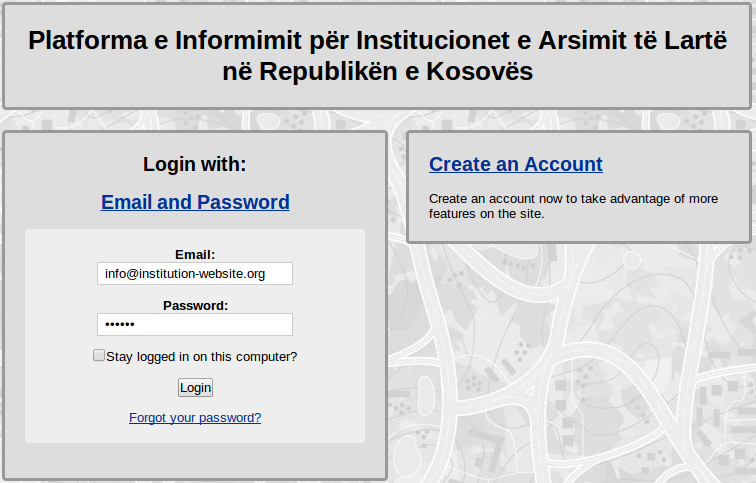 Platforma e Informimit për Institucionet e Arsimit të Lartë
në Republikën e Kosovës
Login with:
Email and Password
Email:
info@institution-website.org
Password:
••••••
Stay logged in on this computer?
Login
Forgot your password?
Create an Account
Create an account now to take advantage of more
features on the site.